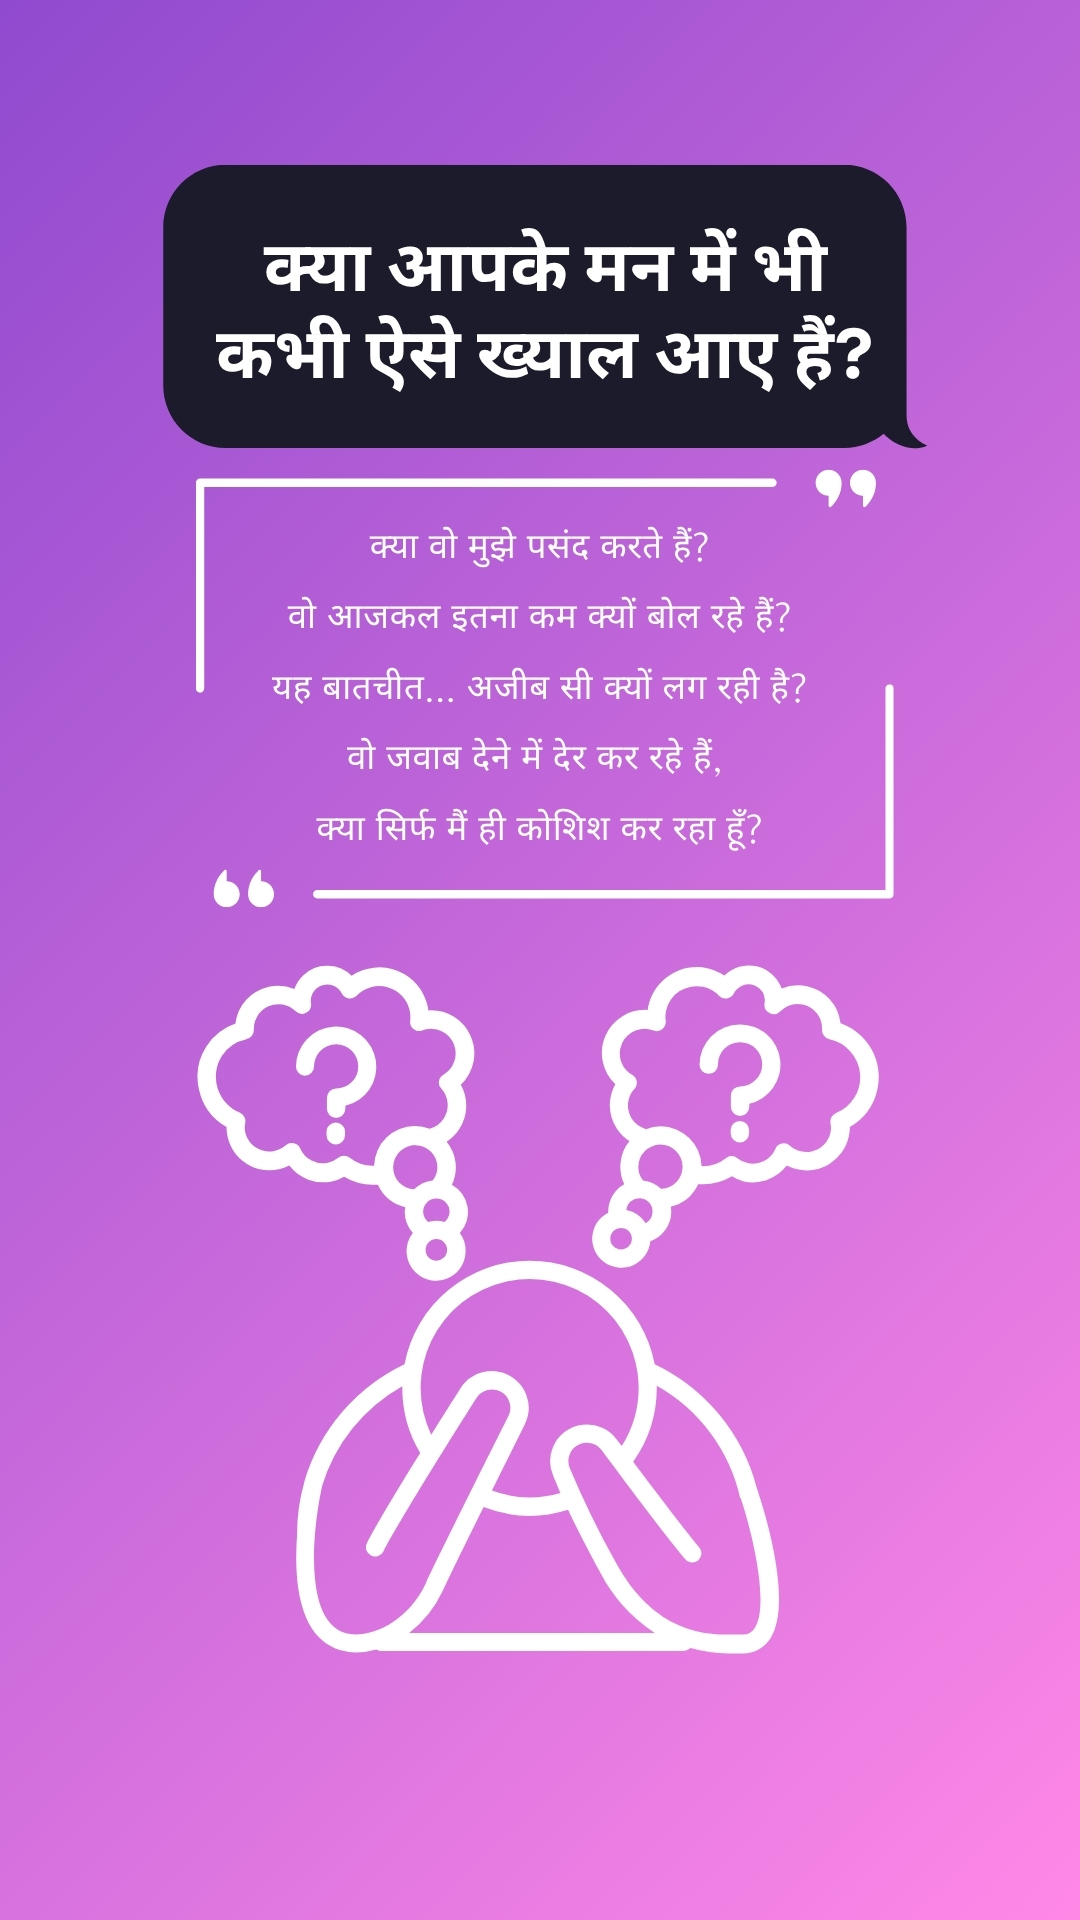 क्या आपके मन में भी
कभी ऐसे ख्याल आए हैं?
क्या वो मुझे पसंद करते हैं?
वो आजकल इतना कम क्यों बोल रहे हैं?
यह बातचीत... अजीब सी क्यों लग रही है?
वो जवाब देने में देर कर रहे हैं,
क्या सिर्फ मैं ही कोशिश कर रहा हूँ?